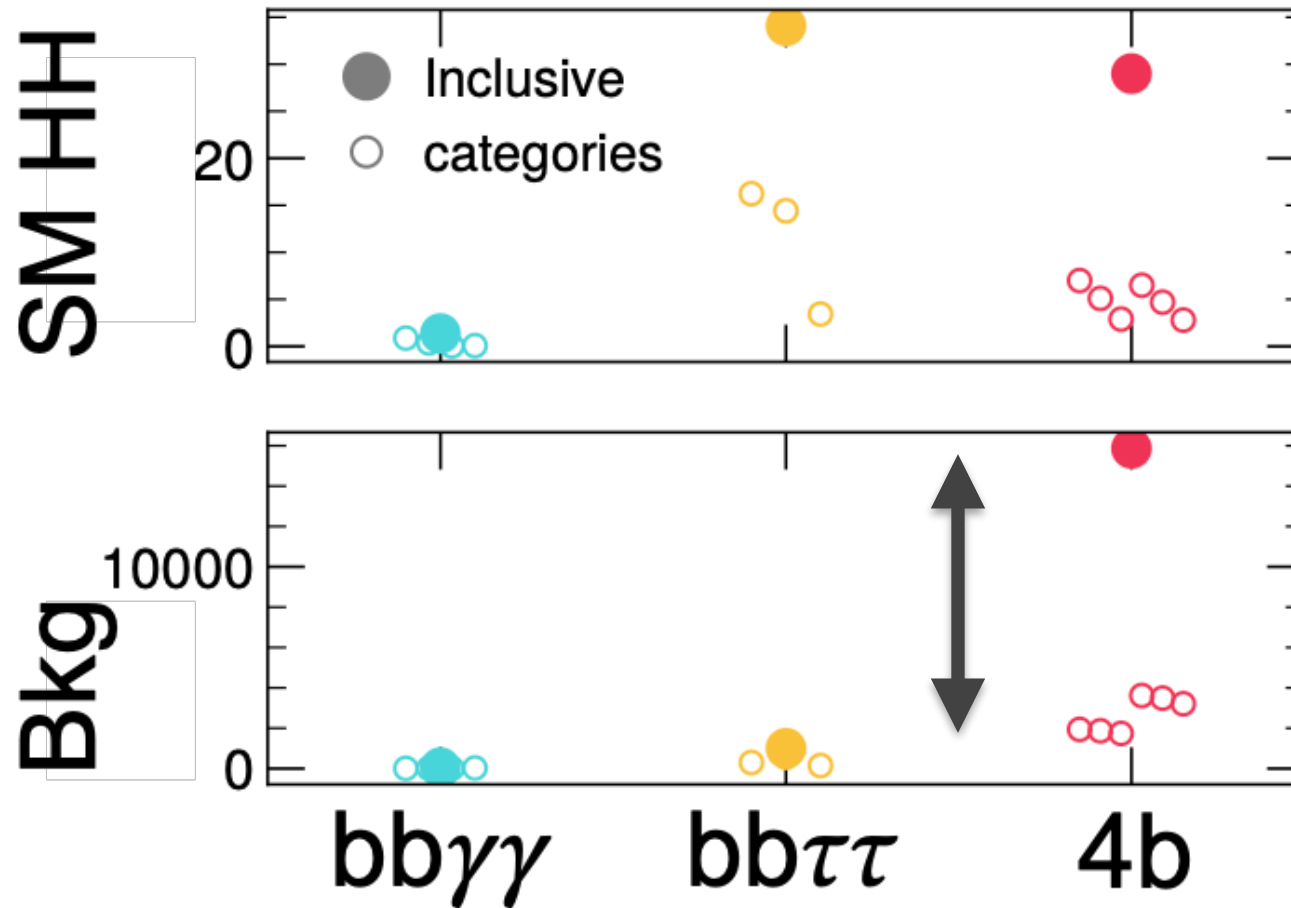 SM HH
Inclusive
categories
20
0
Bkg
10000
0
bbγγ
bbττ
4b